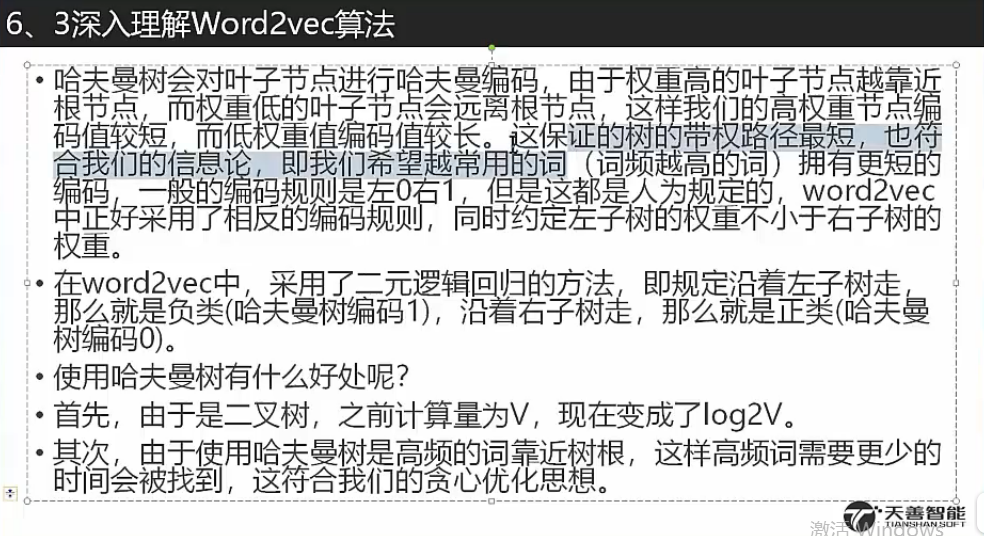 6、3深入理解Word2vec算法
• 哈夫曼树会对叶子节点进行哈夫曼编码，由于权重高的叶子节点越靠近
根节点，而权重低的叶子节点会远离根节点，这样我们的高权重节点编
码值较短，而低权重值编码值较长。这保证的树的带权路径最短，也符
合我们的信息论，即我们希望越常用的词（词频越高的词）拥有更短的
编码，一般的编码规则是左0右1，但是这都是人为规定的，word2vec
中正好采用了相反的编码规则，同时约定左子树的权重不小于右子树的
权重。
• 在word2vec中，采用了二元逻辑回归的方法，即规定沿着左子树走，
那么就是负类(哈夫曼树编码1)，沿着右子树走，那么就是正类(哈夫曼
树编码0)。
• 使用哈夫曼树有什么好处呢？
• 首先，由于是二叉树，之前计算量为V，现在变成了log2V。
• 其次，由于使用哈夫曼树是高频的词靠近树根，这样高频词需要更少的
时间会被找到，这符合我们的贪心优化思想。
天善智能
TIANSHANSOFT
激活 Windows